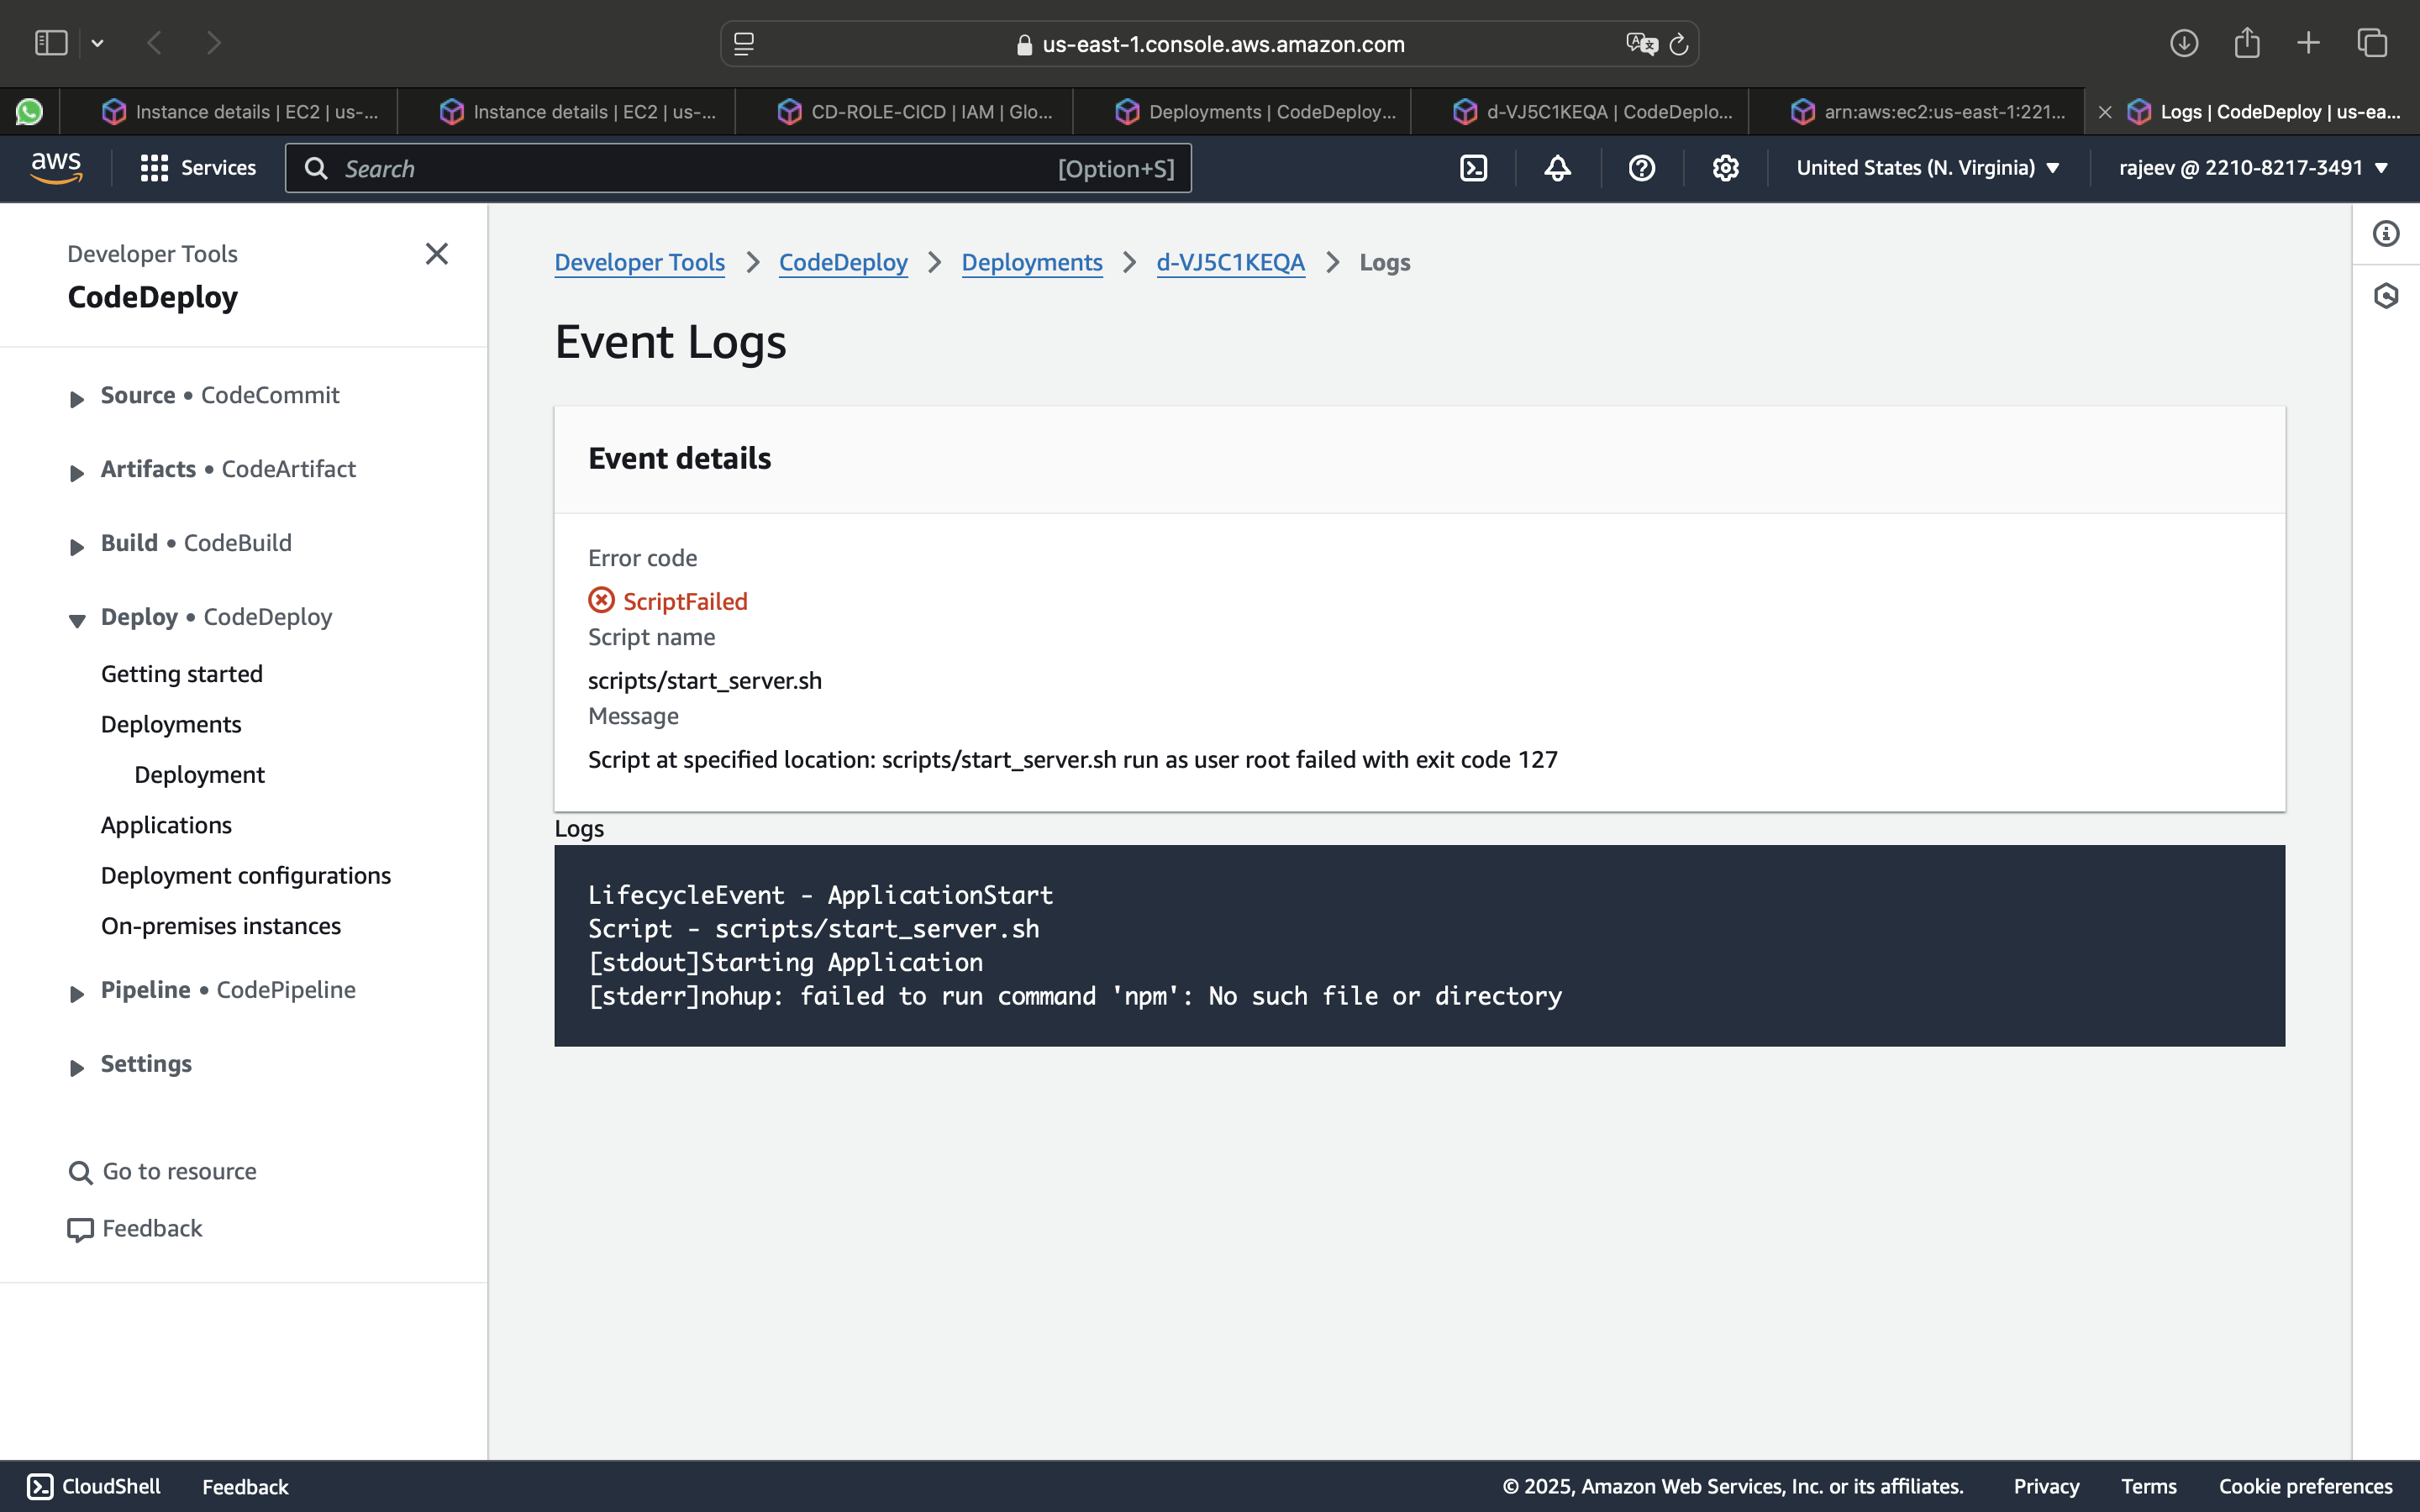 us-east-1.console.aws.amazon.com
Instance details | EC2 | us-...
Instance details | EC2 | us-...
CD-ROLE-CICD | IAM | Glo...
Deployments | CodeDeploy...
d-VJ5C1KEQA | CodeDeplo...
arn:aws:ec2:us-east-1:221...
Logs | CodeDeploy | us-ea...
aws
Services
Search
[Option+S]
United States (N. Virginia)
rajeev @ 2210-8217-3491
Developer Tools
CodeDeploy
Source • CodeCommit
Artifacts • CodeArtifact
Build • CodeBuild
Deploy • CodeDeploy
Getting started
Deployments
Deployment
Applications
Deployment configurations
On-premises instances
Pipeline • CodePipeline
Settings
Go to resource
Feedback
Developer Tools > CodeDeploy > Deployments > d-VJ5C1KEQA > Logs
Event Logs
Event details
Error code
ScriptFailed
Script name
scripts/start_server.sh
Message
Script at specified location: scripts/start_server.sh run as user root failed with exit code 127
Logs
LifecycleEvent - ApplicationStart
Script - scripts/start_server.sh
[stdout]Starting Application
[stderr]nohup: failed to run command 'npm': No such file or directory
CloudShell
Feedback
© 2025, Amazon Web Services, Inc. or its affiliates.
Privacy
Terms
Cookie preferences